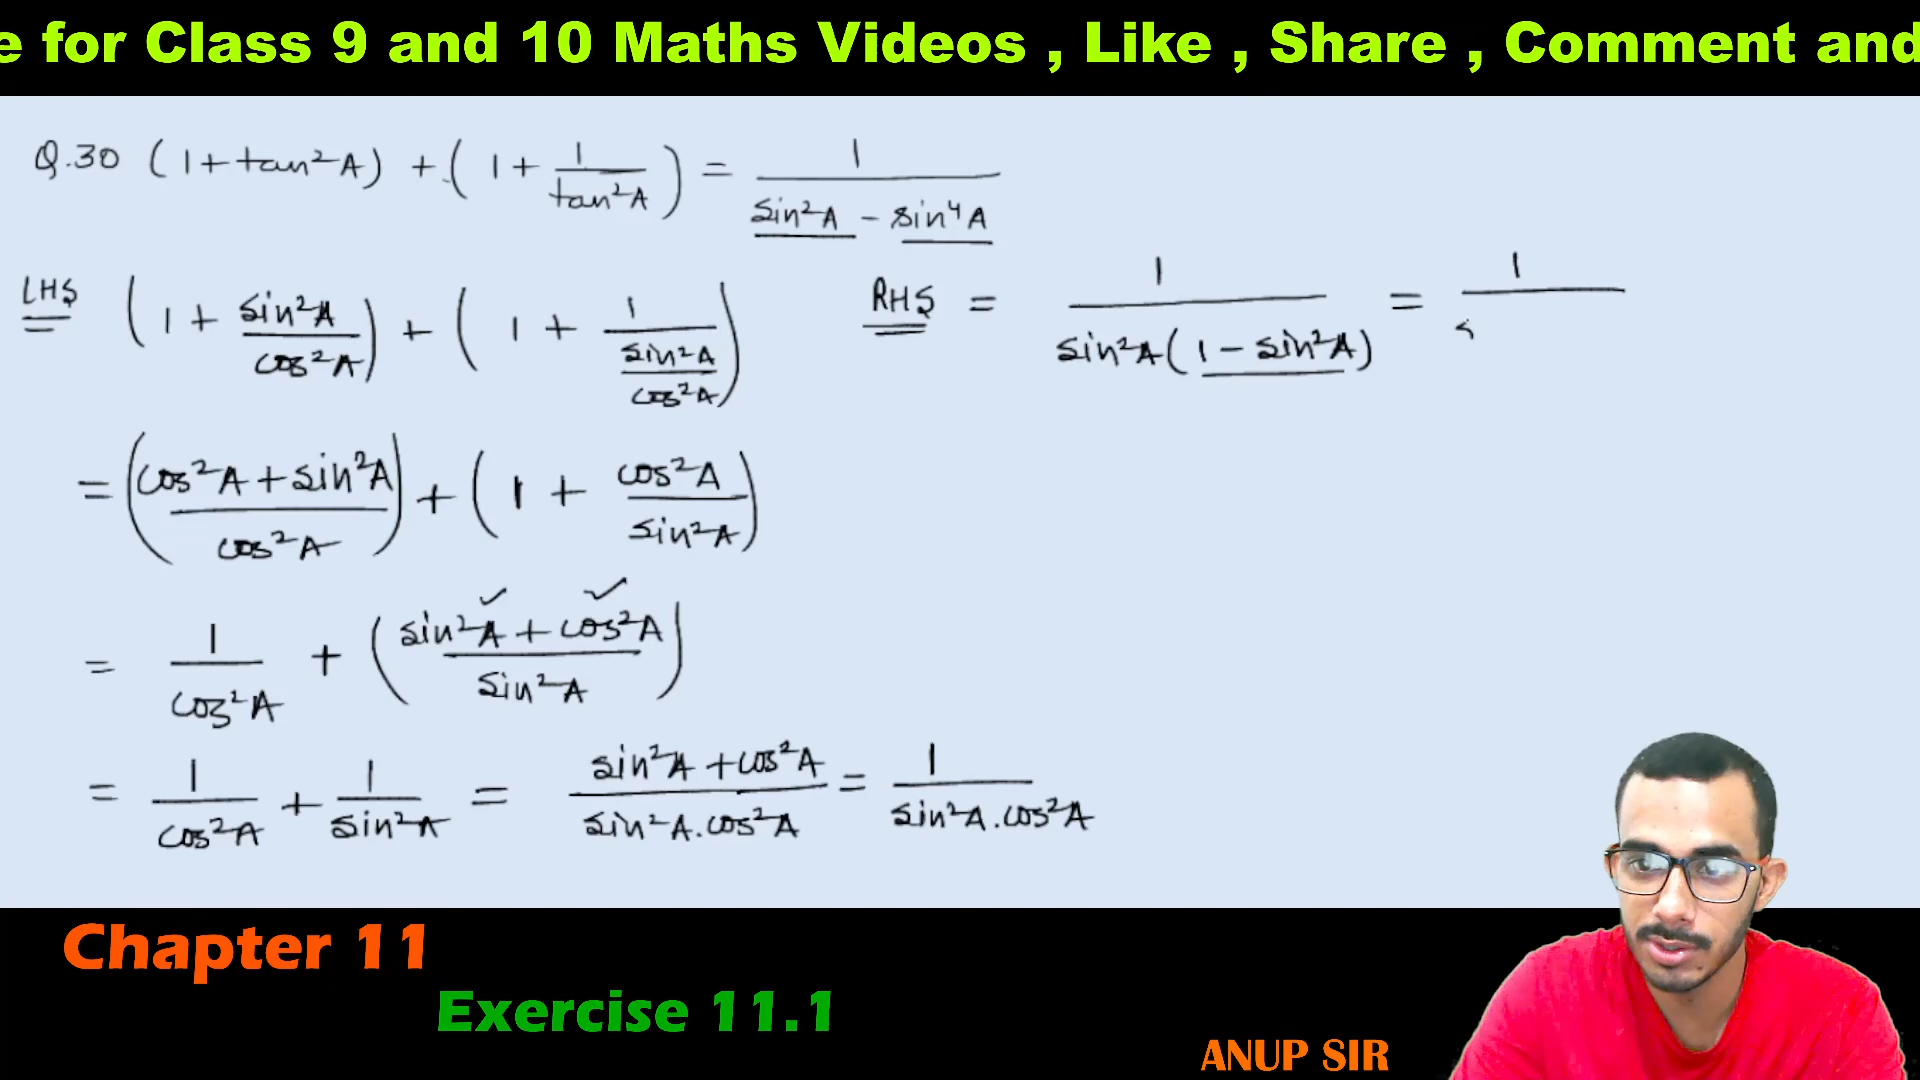 e for Class 9 and 10 Maths Videos , Like , Share , Comment and
Q.30 (1+tan²A) + (1 + 1/tan²A) = 1/(sin²A - sin⁴A)
LHS (1 + sin²A/cos²A) + (1 + 1/(sin²A/cos²A))
RHS = 1/(sin²A(1 - sin²A)) = 1/s
= ((cos²A + sin²A)/cos²A) + (1 + cos²A/sin²A)
= 1/cos²A + ((sin²A + cos²A)/sin²A)
= 1/cos²A + 1/sin²A = (sin²A + cos²A)/(sin²A.cos²A) = 1/(sin²A.cos²A)
Chapter 11
Exercise 11.1
ANUP SIR